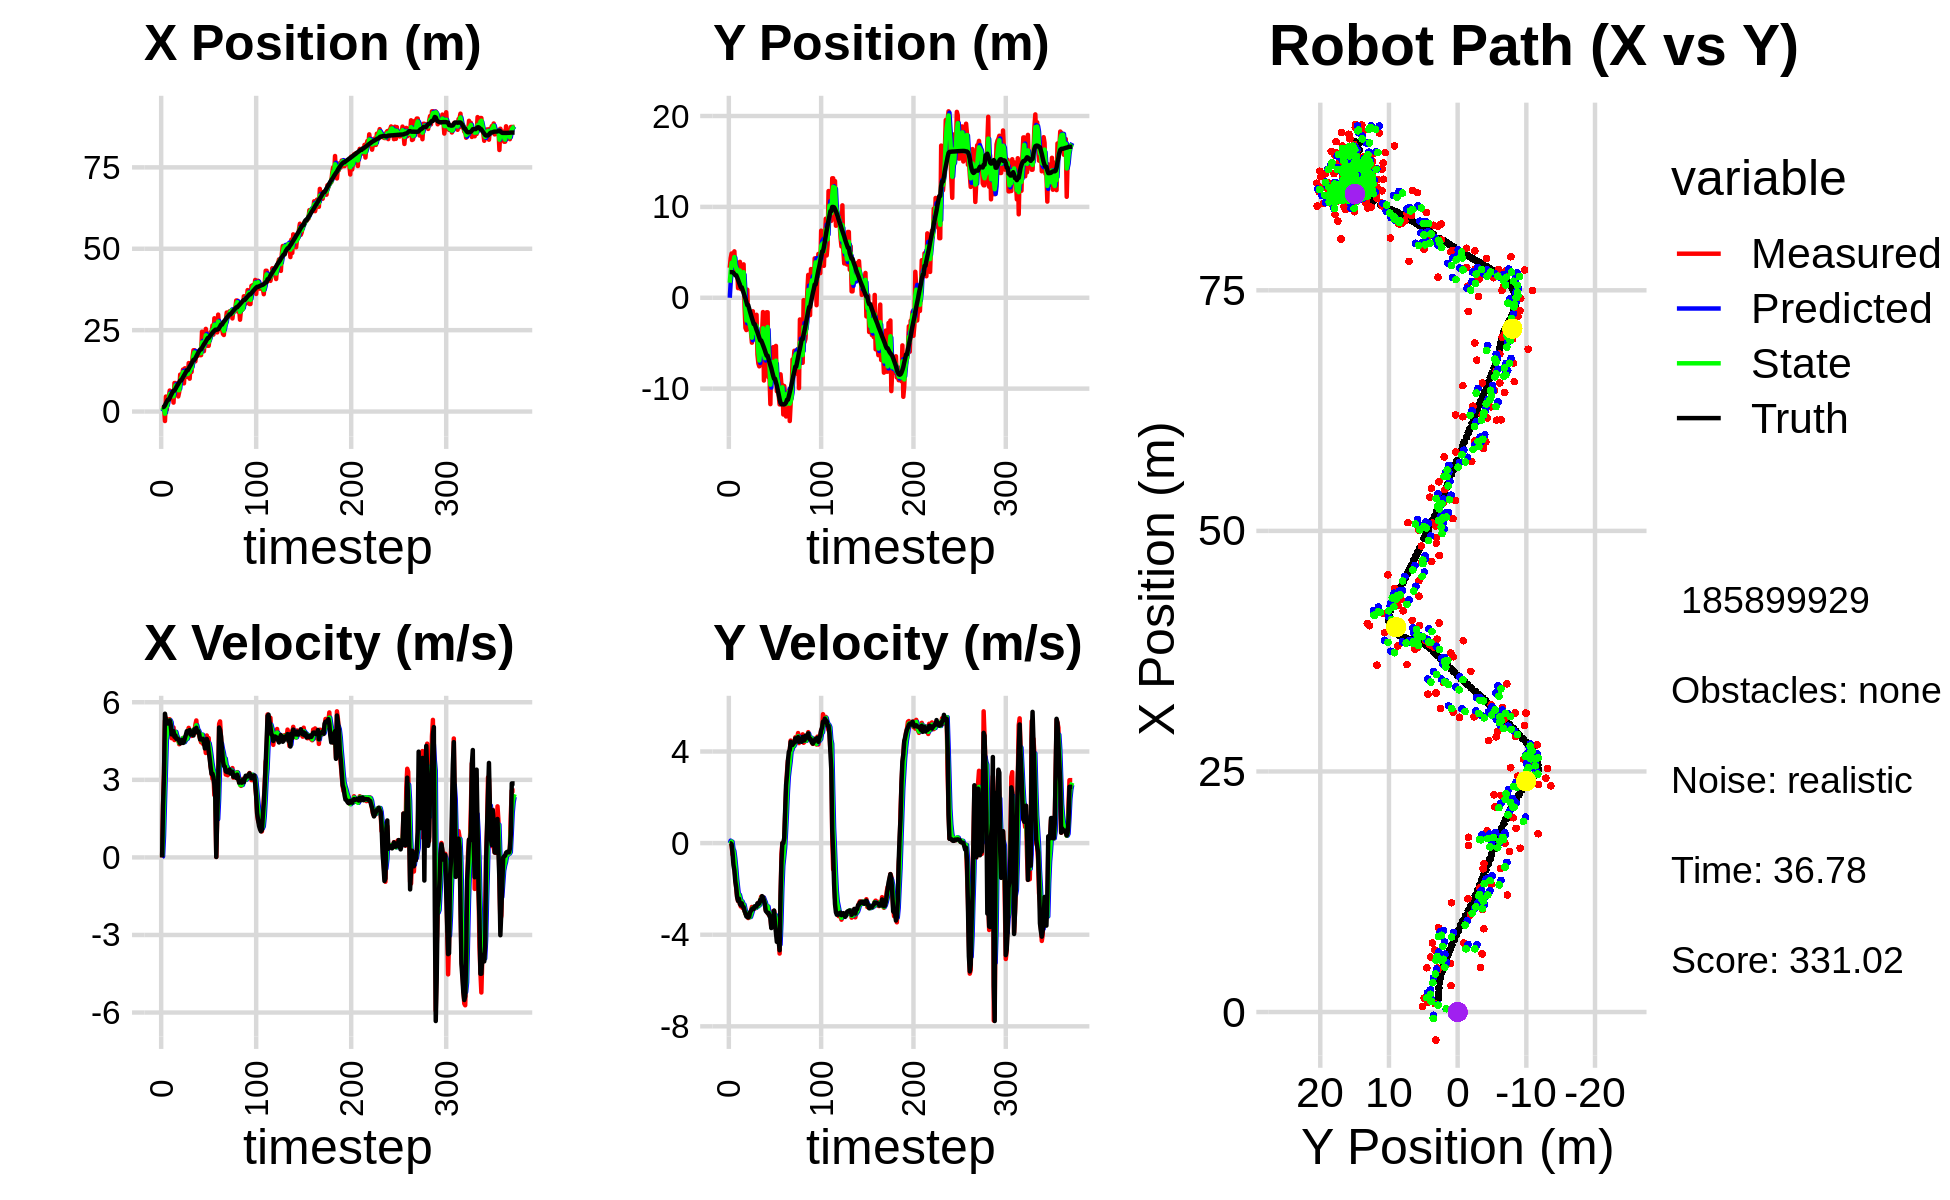 X Position (m)
75
50
25
0
0
100
200
300
timestep
Y Position (m)
20
10
0
-10
0
100
200
300
timestep
X Velocity (m/s)
6
3
0
-3
-6
0
100
200
300
timestep
Y Velocity (m/s)
4
0
-4
-8
0
100
200
300
timestep
Robot Path (X vs Y)
X Position (m)
75
50
25
0
20 10 0 -10 -20
Y Position (m)
variable
Measured
Predicted
State
Truth
185899929
Obstacles: none
Noise: realistic
Time: 36.78
Score: 331.02